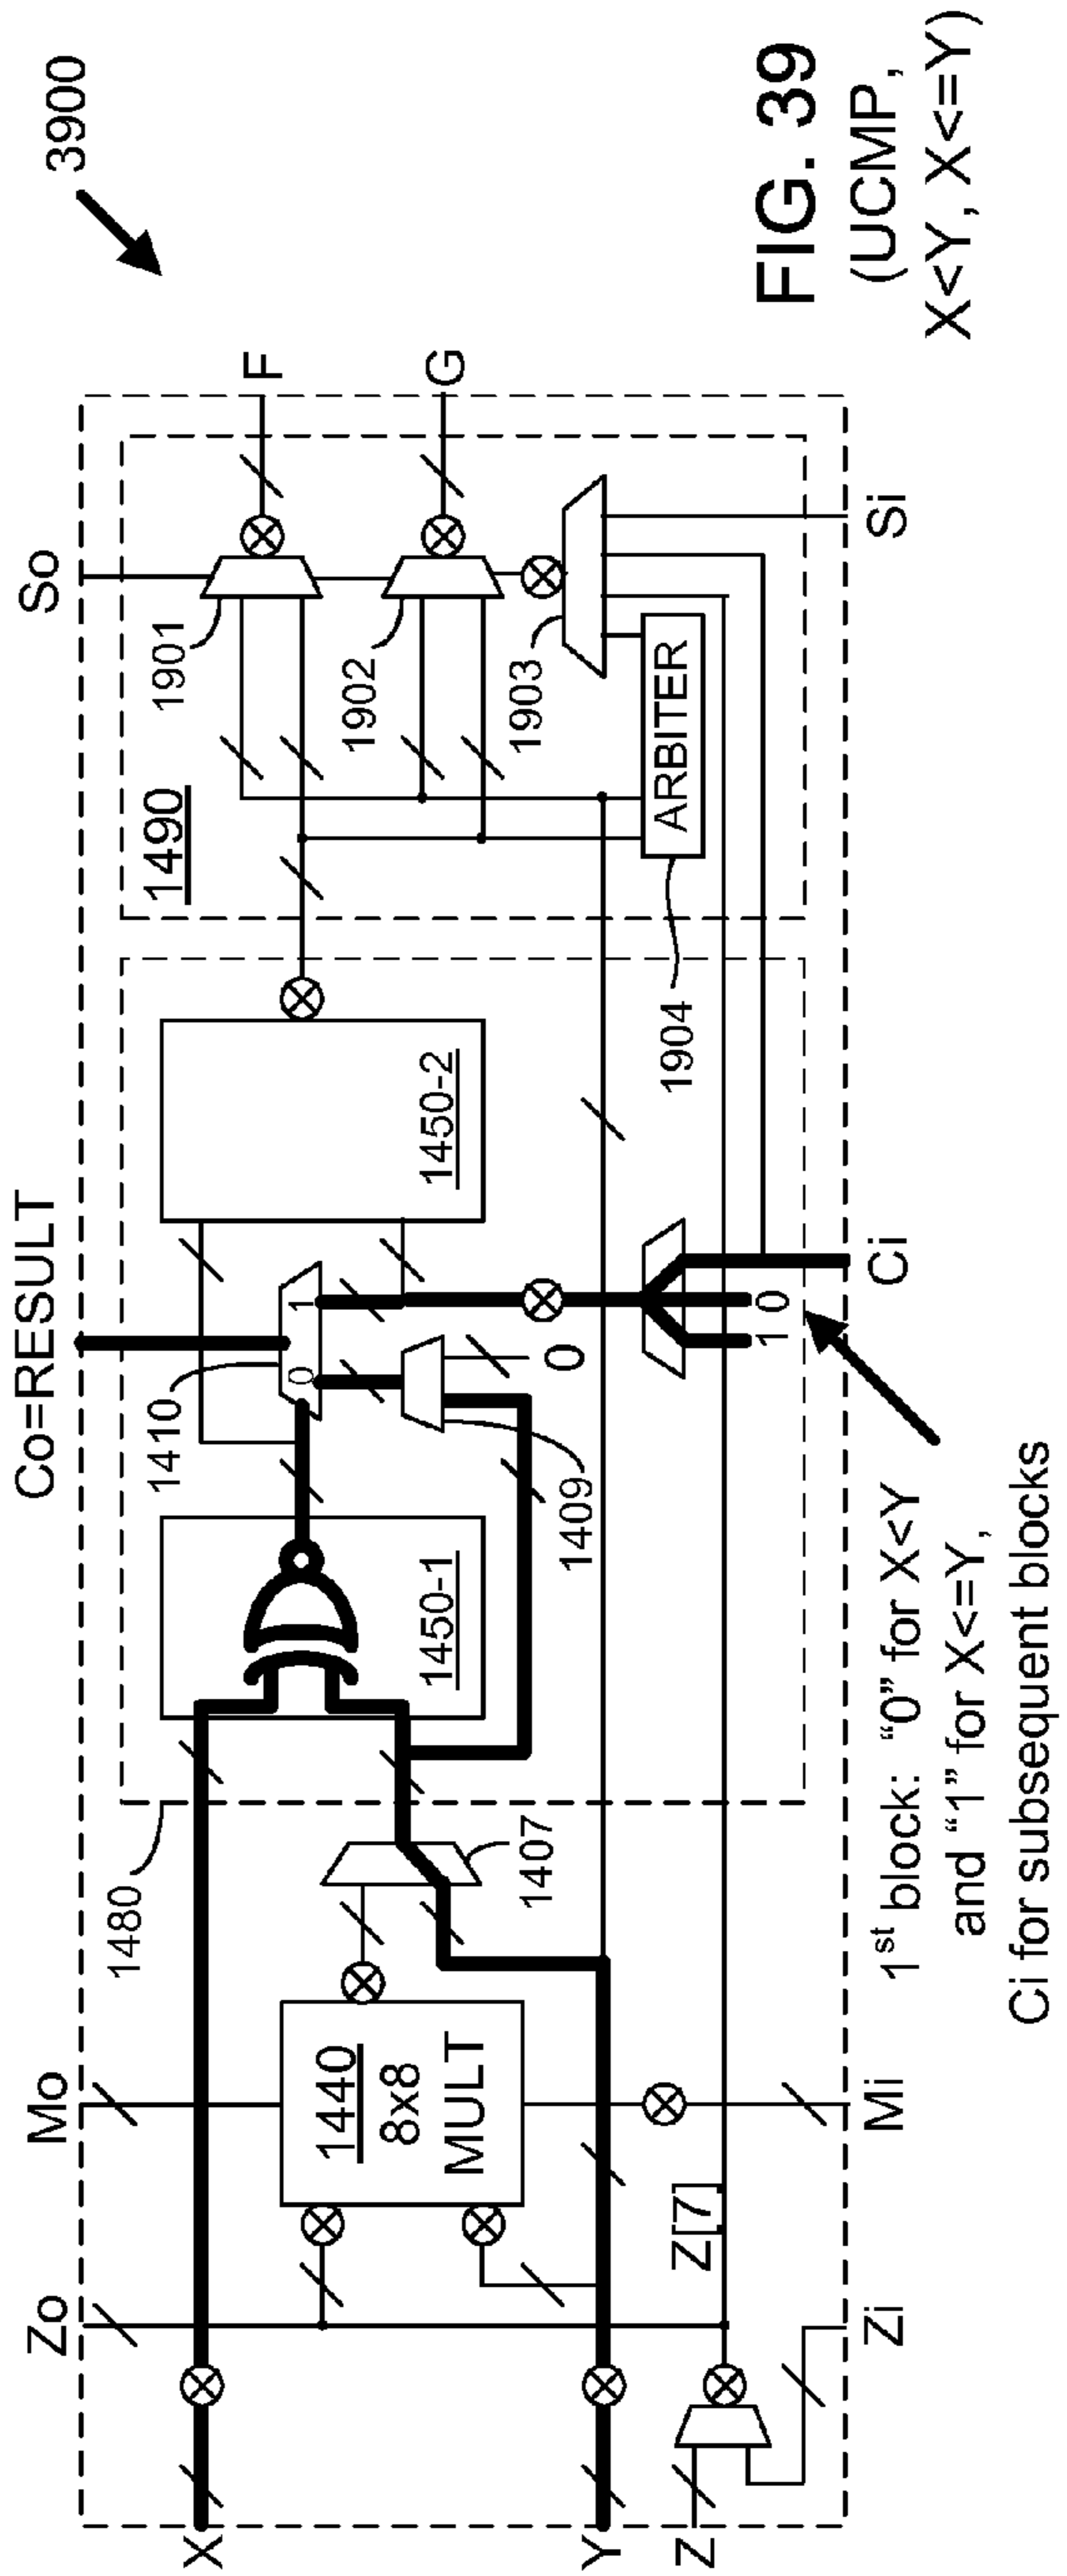 3900
Co=RESULT
So
Zo
Mo
1480
1410
1490
1901
F
X
1440
8x8
MULT
1450-1
1450-2
0
1
1902
G
1407
1409
0
1903
Y
ARBITER
Z[7]
1904
Z
1
0
Zi
Mi
Ci
Si
1st block: "0" for X<Y
and "1" for X<=Y,
Ci for subsequent blocks
FIG. 39
(UCMP,
X<Y, X<=Y)